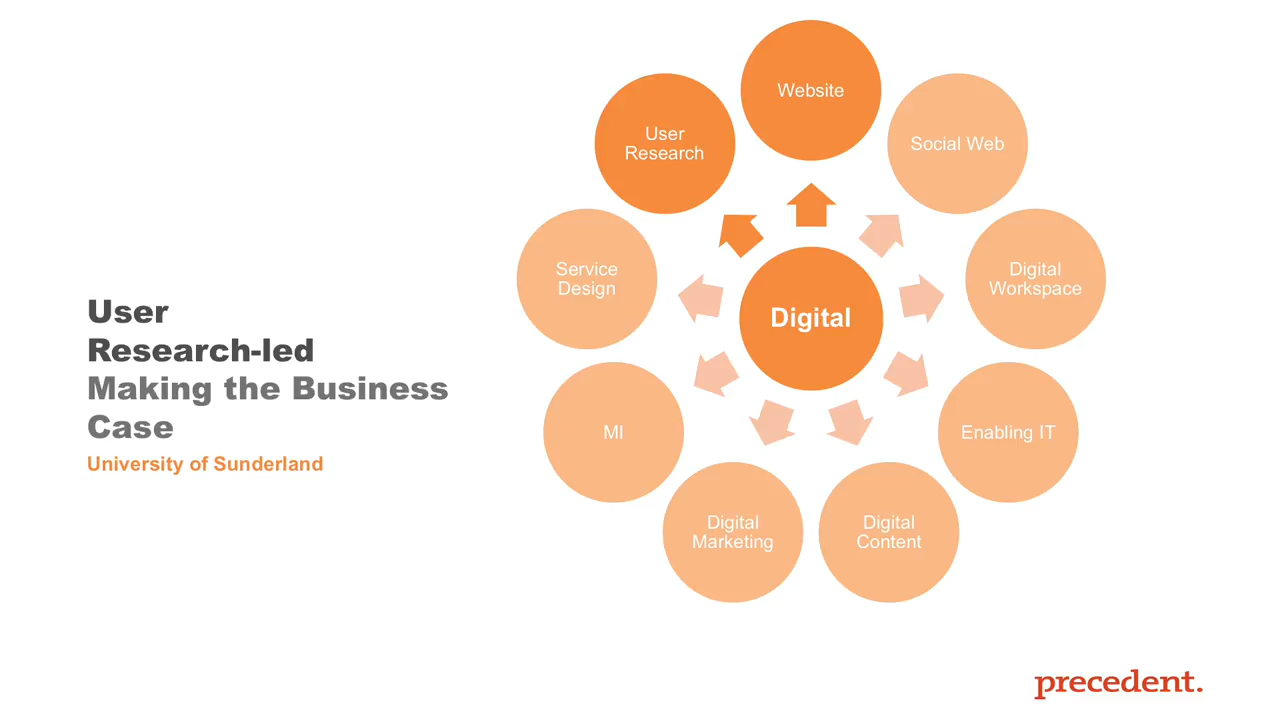 User
Research-led
Making the Business
Case
University of Sunderland
Website
Social Web
Digital
Workspace
Enabling IT
Digital
Content
Digital
Marketing
MI
Service
Design
User
Research
Digital
precedent.